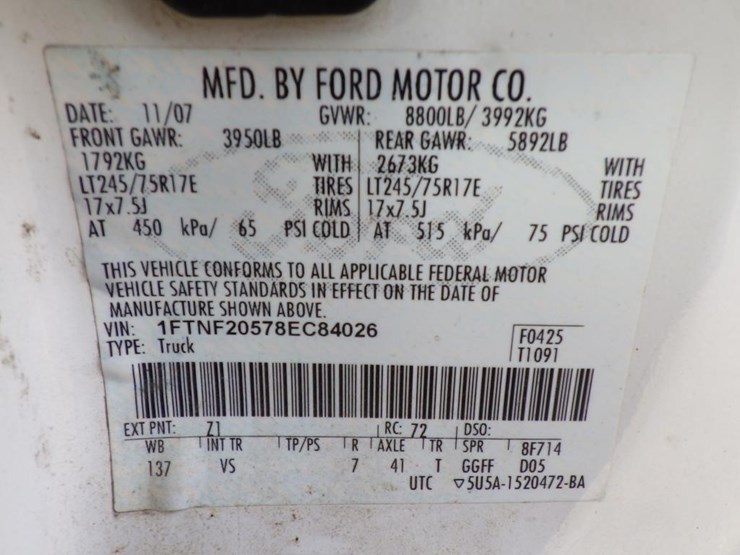 MFD. BY FORD MOTOR CO.
DATE: 11/07 GVWR: 8800LB/ 3992KG
FRONT GAWR: 3950LB REAR GAWR: 5892LB
1792KG WITH 2673KG WITH
LT245/75R17E TIRES LT245/75R17E TIRES
17x7.5J RIMS 17x7.5J RIMS
AT 450 kPa/ 65 PSI COLD AT 515 kPa/ 75 PSI COLD
THIS VEHICLE CONFORMS TO ALL APPLICABLE FEDERAL MOTOR
VEHICLE SAFETY STANDARDS IN EFFECT ON THE DATE OF
MANUFACTURE SHOWN ABOVE.
VIN: 1FTNF20578EC84026 F0425
TYPE: Truck T1091
EXT PNT: Z1 RC: 72 DSO:
WB INT TR TP/PS R AXLE TR SPR 8F714
137 VS 7 41 T GGFF D05
UTC ▽5U5A-1520472-BA